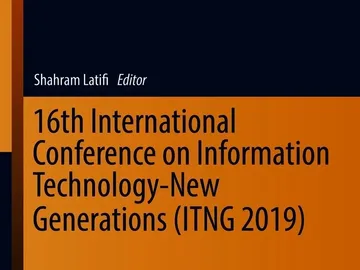 Shahram Latifi Editor
16th International
Conference on Information
Technology-New
Generations (ITNG 2019)